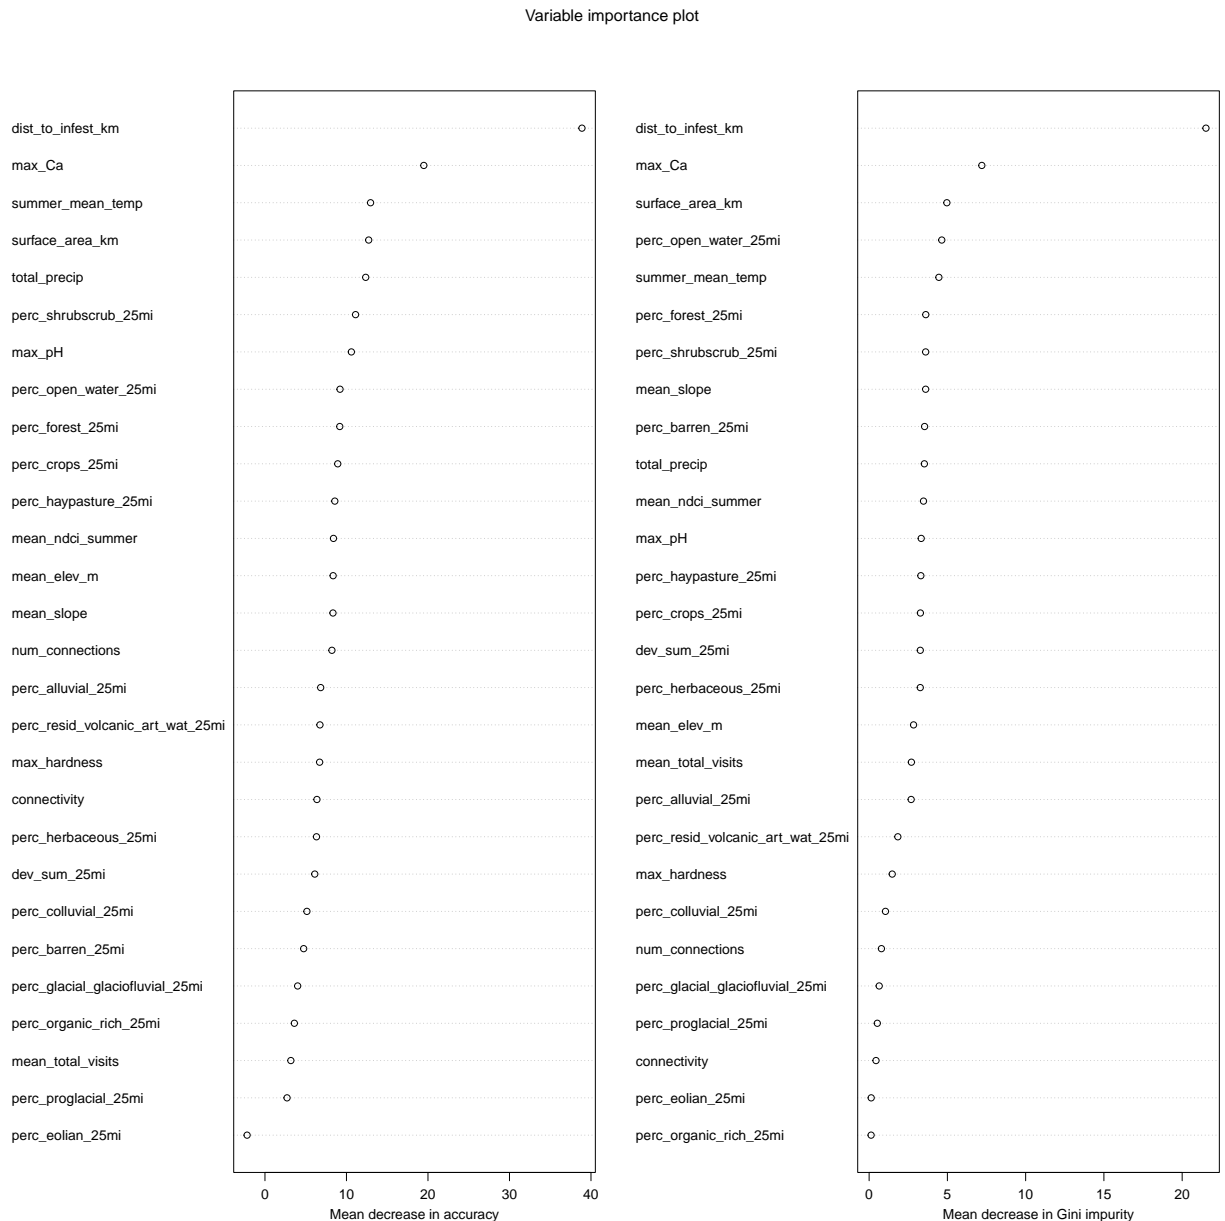 Variable importance plot
dist_to_infest_km
max_Ca
summer_mean_temp
surface_area_km
total_precip
perc_shrubscrub_25mi
max_pH
perc_open_water_25mi
perc_forest_25mi
perc_crops_25mi
perc_haypasture_25mi
mean_ndci_summer
mean_elev_m
mean_slope
num_connections
perc_alluvial_25mi
perc_resid_volcanic_art_wat_25mi
max_hardness
connectivity
perc_herbaceous_25mi
dev_sum_25mi
perc_colluvial_25mi
perc_barren_25mi
perc_glacial_glaciofluvial_25mi
perc_organic_rich_25mi
mean_total_visits
perc_proglacial_25mi
perc_eolian_25mi
0 10 20 30 40
Mean decrease in accuracy
dist_to_infest_km
max_Ca
surface_area_km
perc_open_water_25mi
summer_mean_temp
perc_forest_25mi
perc_shrubscrub_25mi
mean_slope
perc_barren_25mi
total_precip
mean_ndci_summer
max_pH
perc_haypasture_25mi
perc_crops_25mi
dev_sum_25mi
perc_herbaceous_25mi
mean_elev_m
mean_total_visits
perc_alluvial_25mi
perc_resid_volcanic_art_wat_25mi
max_hardness
perc_colluvial_25mi
num_connections
perc_glacial_glaciofluvial_25mi
perc_proglacial_25mi
connectivity
perc_eolian_25mi
perc_organic_rich_25mi
0 5 10 15 20
Mean decrease in Gini impurity